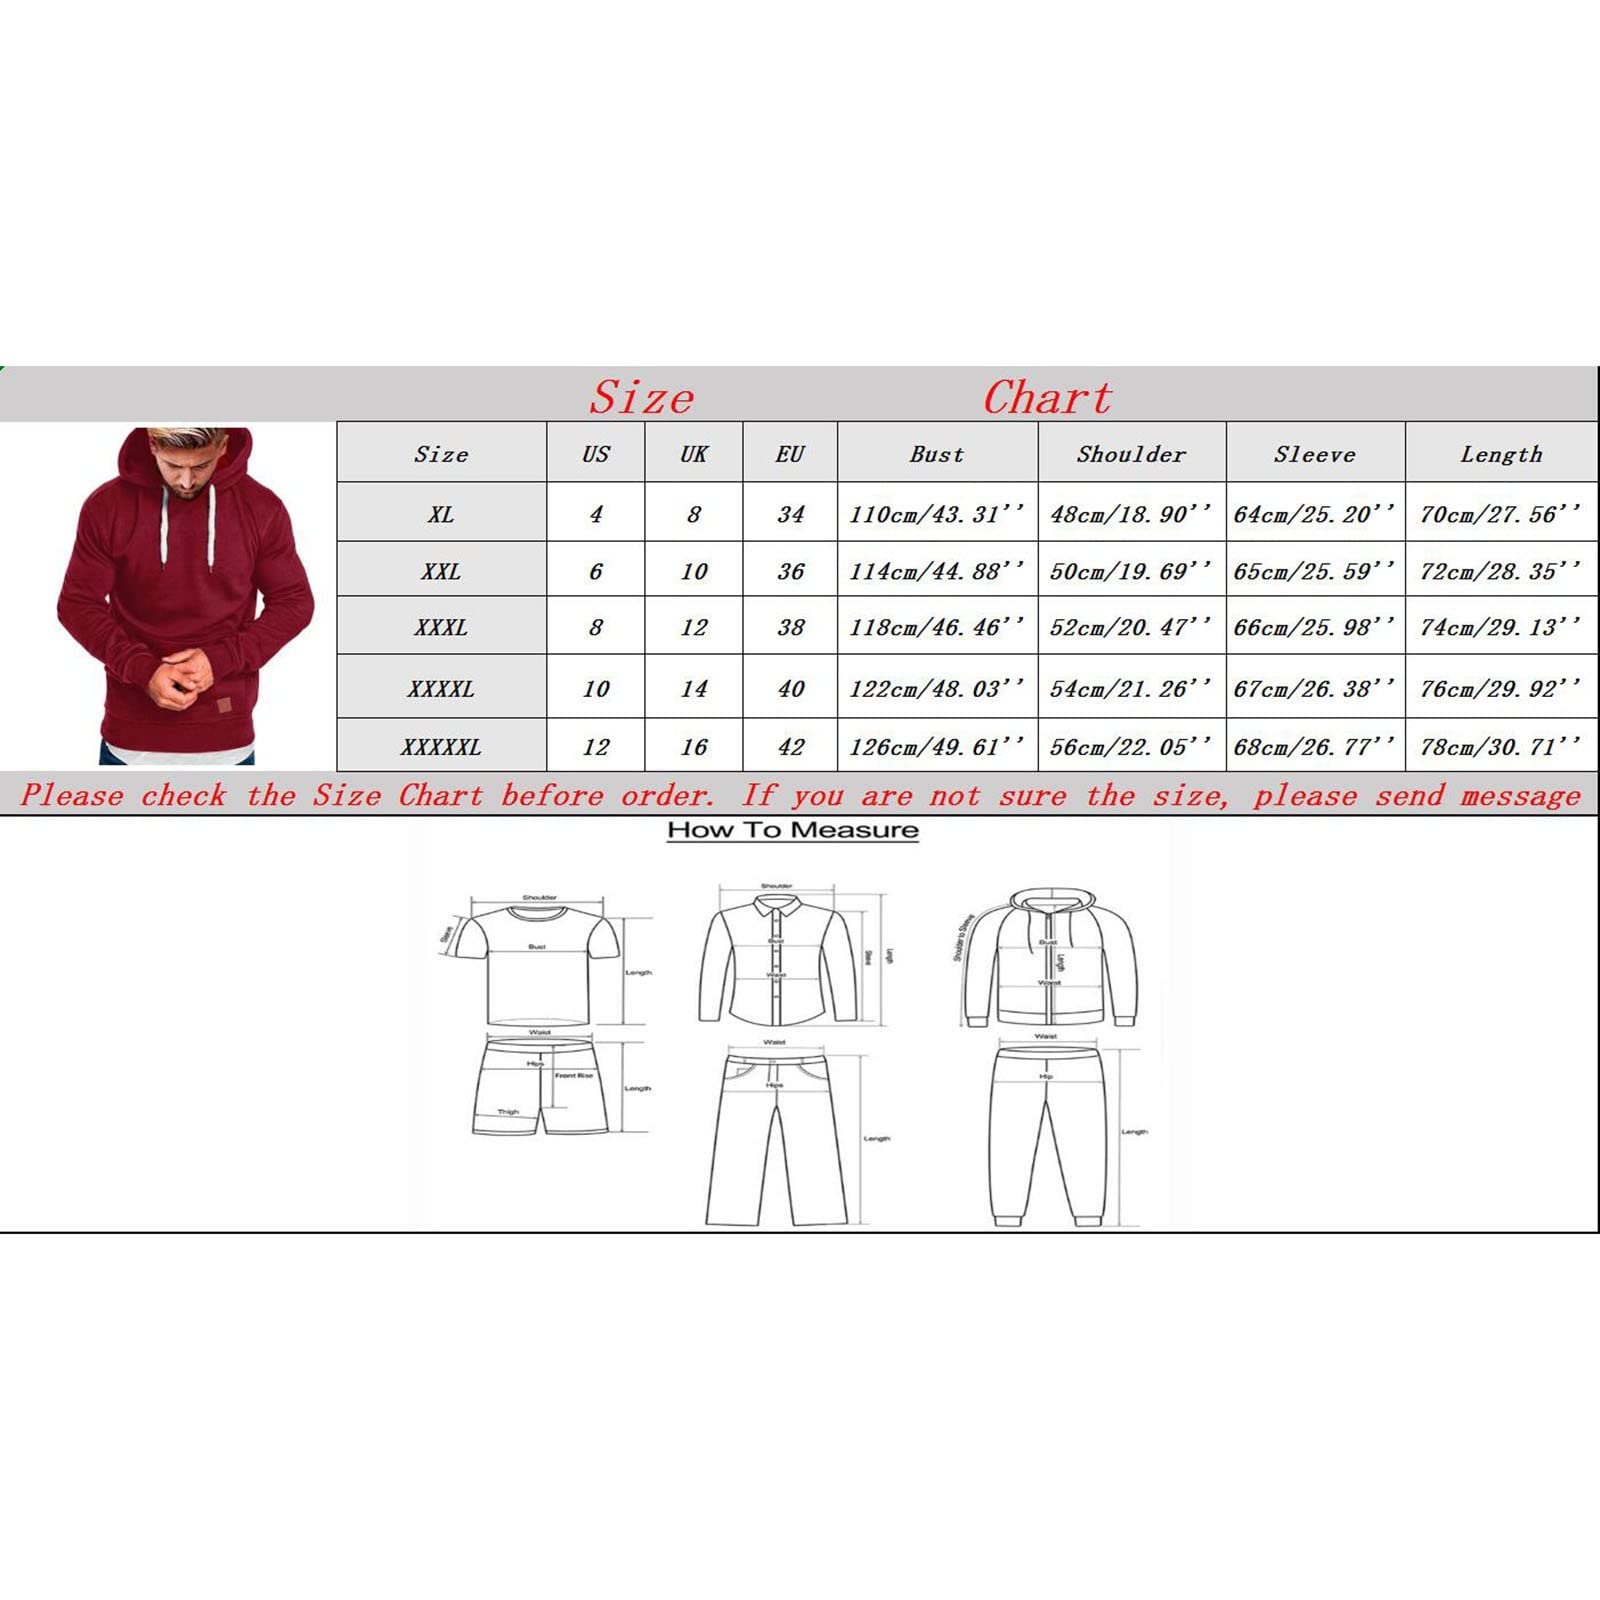 Size Chart
Size US UK EU Bust Shoulder Sleeve Length
XL 4 8 34 110cm/43.31'' 48cm/18.90'' 64cm/25.20'' 70cm/27.56''
XXL 6 10 36 114cm/44.88'' 50cm/19.69'' 65cm/25.59'' 72cm/28.35''
XXXL 8 12 38 118cm/46.46'' 52cm/20.47'' 66cm/25.98'' 74cm/29.13''
XXXXL 10 14 40 122cm/48.03'' 54cm/21.26'' 67cm/26.38'' 76cm/29.92''
XXXXXL 12 16 42 126cm/49.61'' 56cm/22.05'' 68cm/26.77'' 78cm/30.71''
Please check the Size Chart before order. If you are not sure the size, please send message
How To Measure
Shoulder
Sleeve
Bust
Length
Waist
Hips
Front Rise
Thigh
Length
Shoulder
Bust
Waist
Sleeve
Length
Waist
Hips
Length
Shoulder to Sleeve
Bust
Length
Waist
Waist
Hip
Length